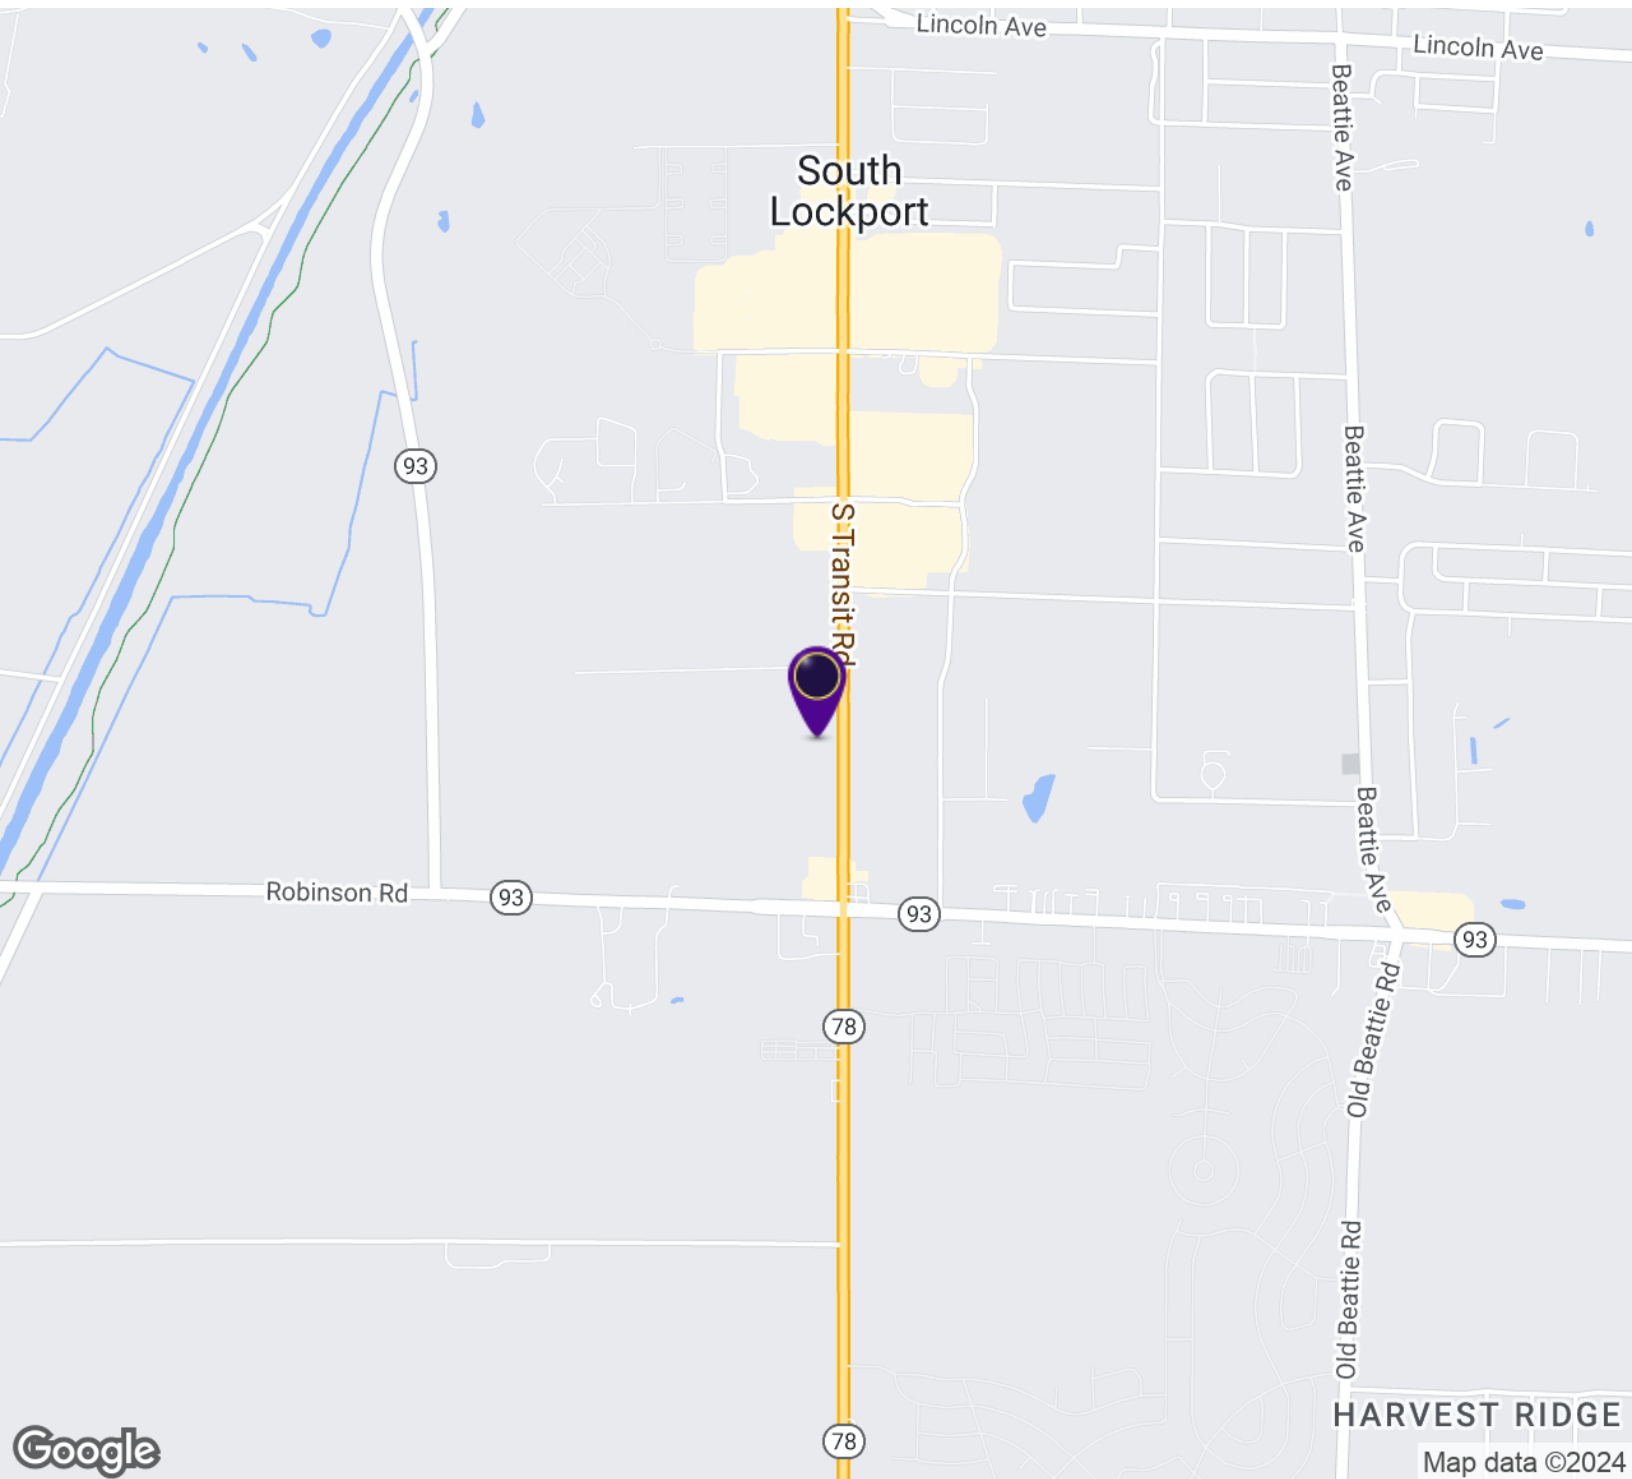 Lincoln Ave
Lincoln Ave
Beattie Ave
South
Lockport
93
Beattie Ave
S Transit Rd
Beattie Ave
Robinson Rd
93
93
93
Old Beattie Rd
78
Old Beattie Rd
HARVEST RIDGE
78
Google
Map data ©2024